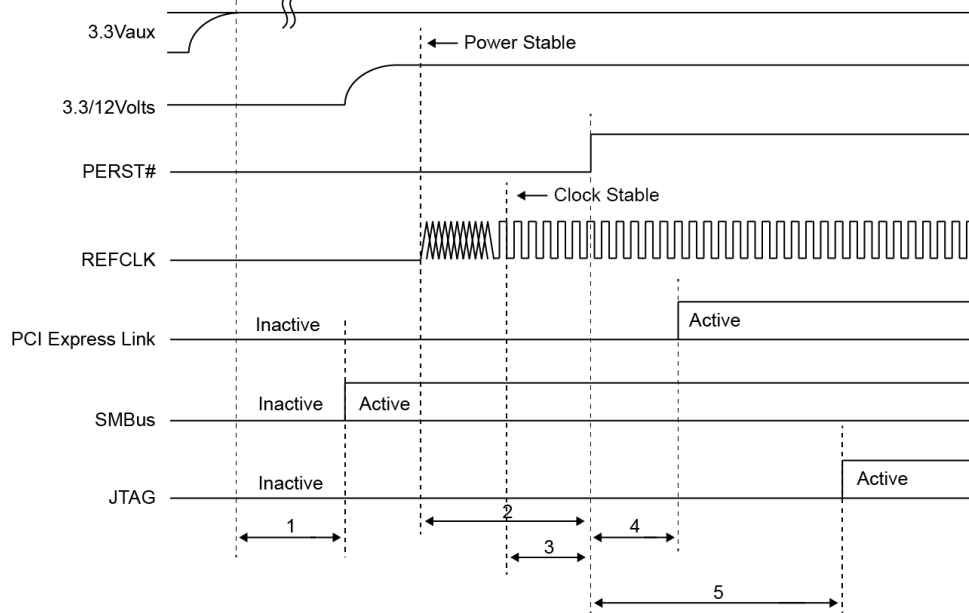 3.3Vaux
Power Stable
3.3/12Volts
PERST#
Clock Stable
REFCLK
PCI Express Link
Inactive
Active
SMBus
Inactive
Active
JTAG
Inactive
Active
1
2
3
4
5